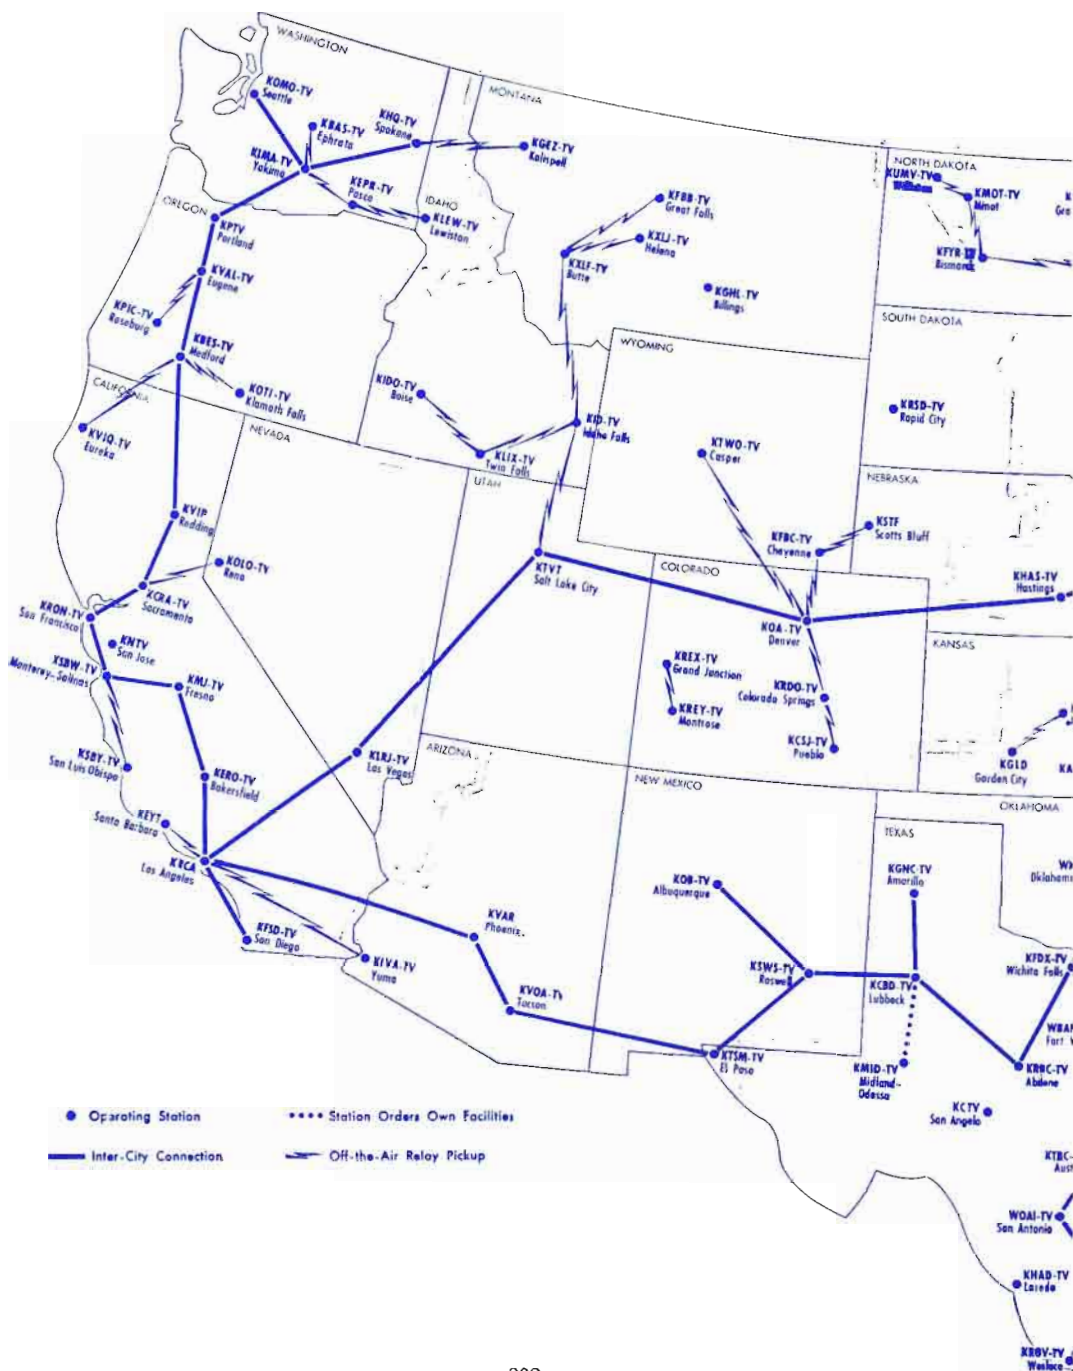 WASHINGTON
KOMO-TV
Seattle
KBAS-TV
Ephrata
KHQ-TV
Spokane
KIMA-TV
Yakima
KEPR-TV
Pasco
MONTANA
KGEZ-TV
Kalispell
IDAHO
KLEW-TV
Lewiston
OREGON
KPTV
Portland
KVAL-TV
Eugene
KPIC-TV
Roseburg
KBES-TV
Medford
KOTI-TV
Klamath Falls
KFBB-TV
Great Falls
KXLJ-TV
Helena
KXLF-TV
Butte
KGHL-TV
Billings
NORTH DAKOTA
KUMV-TV
Williston
KMOT-TV
Minot
KFYR-TV
Bismarck
K
Gra
SOUTH DAKOTA
KRSD-TV
Rapid City
WYOMING
KTWO-TV
Casper
KFBC-TV
Cheyenne
CALIFORNIA
KVIQ-TV
Eureka
KIDO-TV
Boise
KLIX-TV
Twin Falls
KID-TV
Idaho Falls
NEVADA
UTAH
NEBRASKA
KSTF
Scotts Bluff
KHAS-TV
Hastings
KVIP
Redding
KOLO-TV
Reno
KCRA-TV
Sacramento
KRON-TV
San Francisco
KNTV
San Jose
KSBW-TV
Monterey-Salinas
KMJ-TV
Fresno
KSBY-TV
San Luis Obispo
KERO-TV
Bakersfield
KEYT
Santa Barbara
KRCA
Los Angeles
KFSD-TV
San Diego
KTVT
Salt Lake City
COLORADO
KOA-TV
Denver
KREX-TV
Grand Junction
KREY-TV
Montrose
KRDO-TV
Colorado Springs
KCSJ-TV
Pueblo
KANSAS
KGLD
Garden City
KA
KLRJ-TV
Las Vegas
ARIZONA
KVAR
Phoenix
KIVA-TV
Yuma
KVOA-TV
Tucson
NEW MEXICO
KOB-TV
Albuquerque
KSWS-TV
Roswell
OKLAHOMA
Oklahom
TEXAS
KGNC-TV
Amarillo
KFDX-TV
Wichita Falls
KCBD-TV
Lubbock
WBAP
Fort W
KTSM-TV
El Paso
KMID-TV
Midland-
Odessa
KRBC-TV
Abilene
KCTV
San Angelo
KTBC-
Aust
WOAI-TV
San Antonio
KHAD-TV
Laredo
KRGV-TV
Weslaco
Operating Station
Station Orders Own Facilities
Inter-City Connection
Off-the-Air Relay Pickup